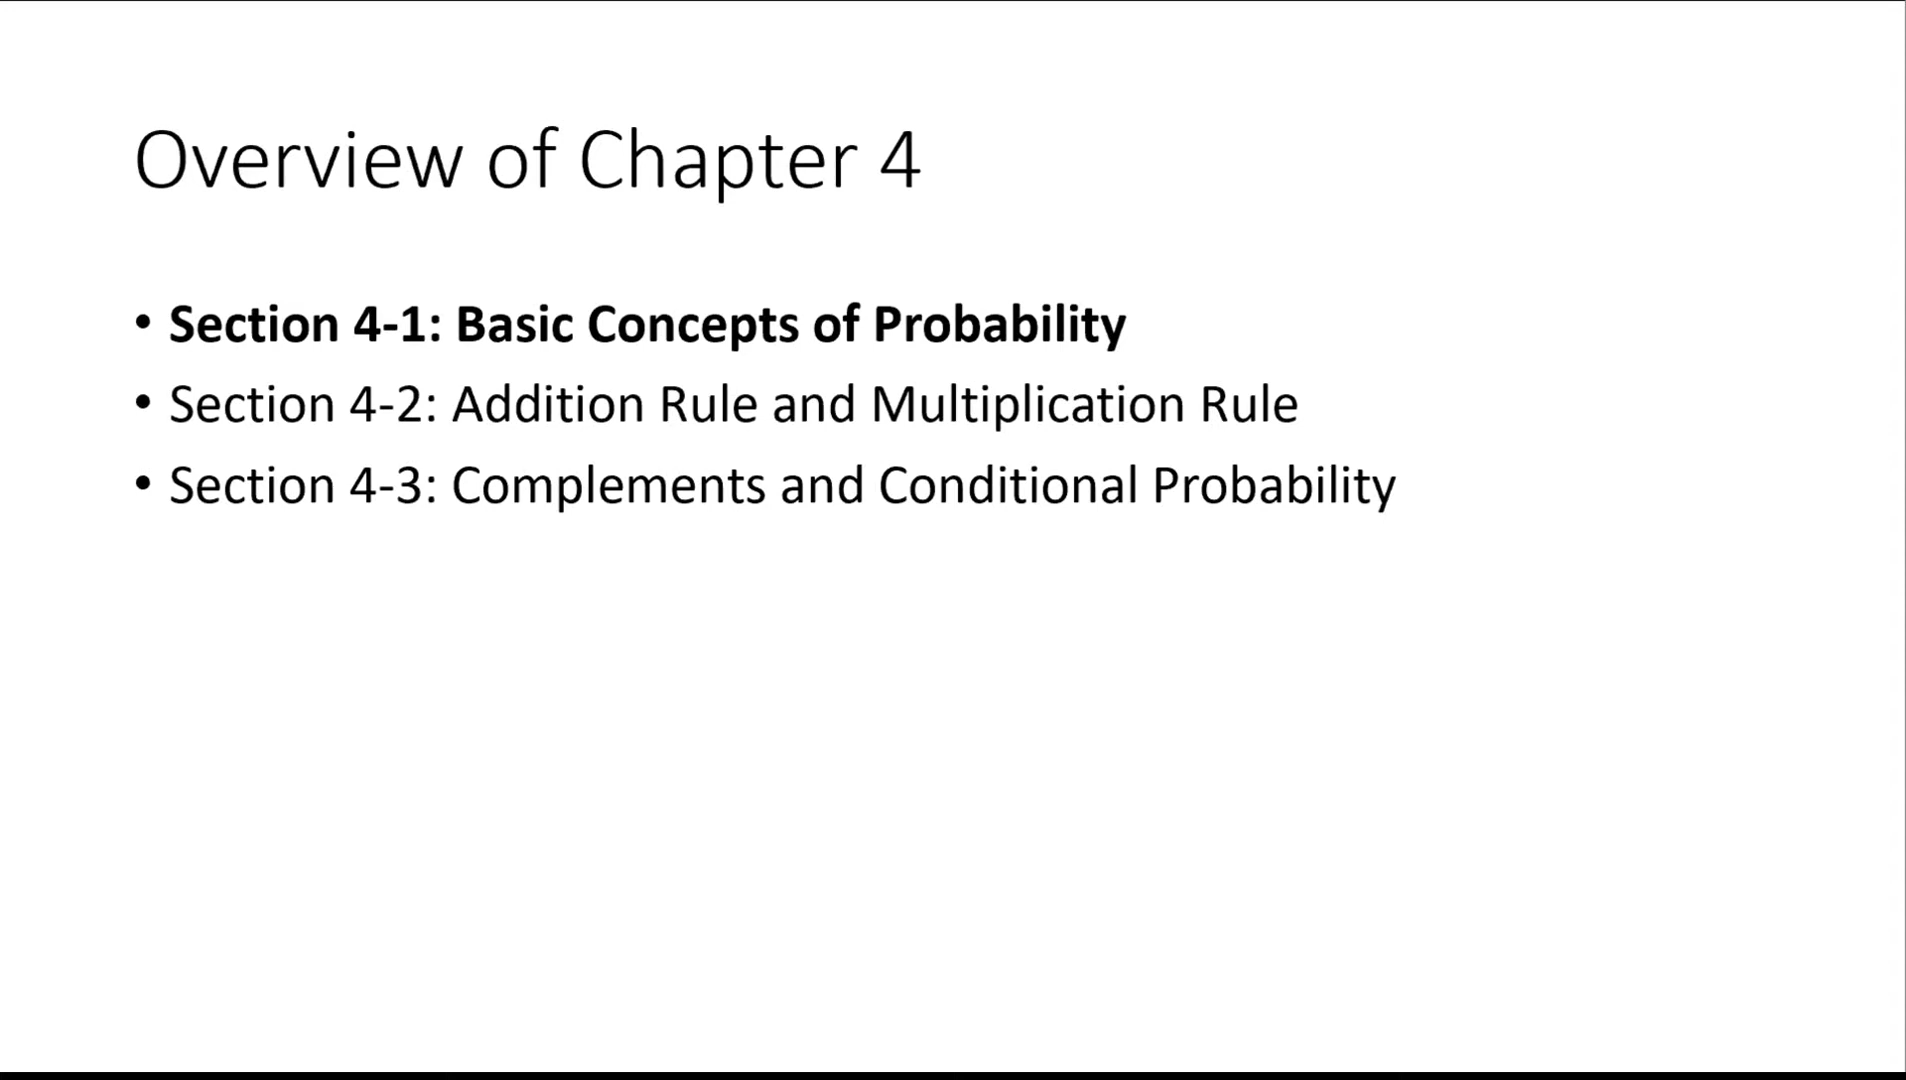 Overview of Chapter 4
• Section 4-1: Basic Concepts of Probability
• Section 4-2: Addition Rule and Multiplication Rule
• Section 4-3: Complements and Conditional Probability